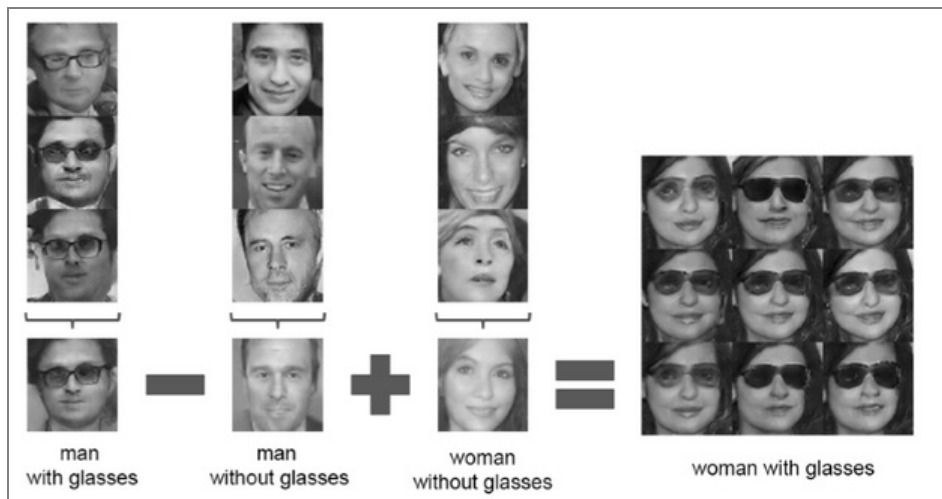 man
with glasses
man
without glasses
woman
without glasses
woman with glasses